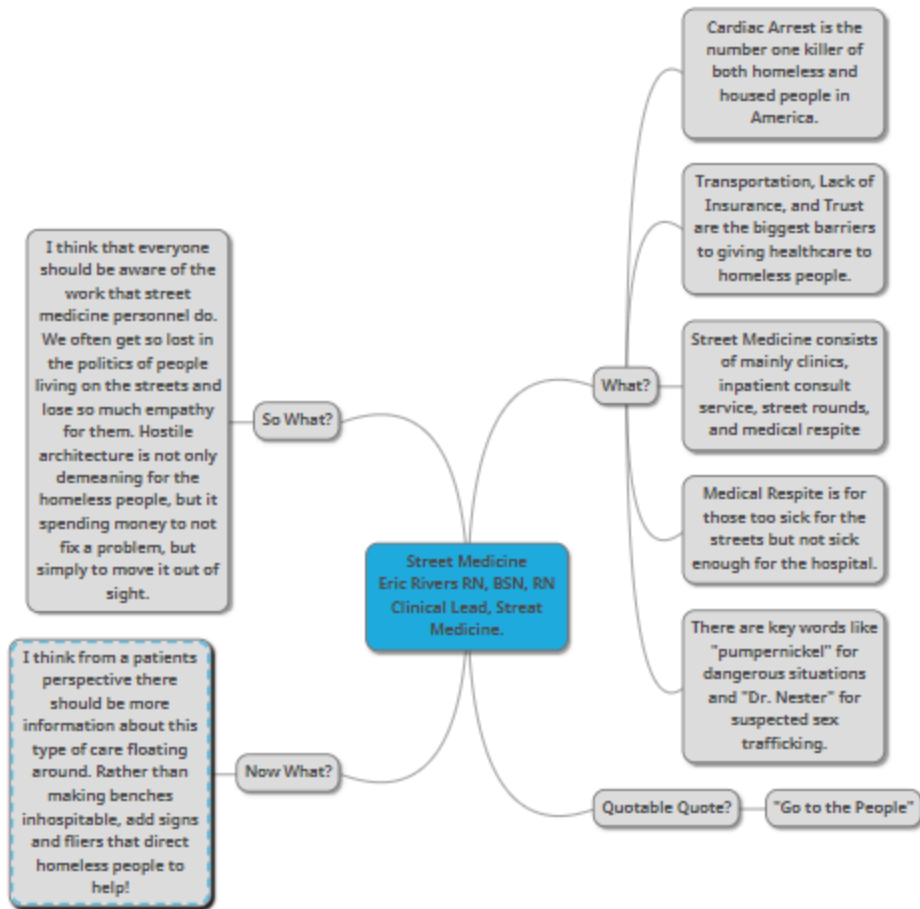 Street Medicine
Eric Rivers RN, BSN, RN
Clinical Lead, Streat
Medicine.
What?
Cardiac Arrest is the
number one killer of
both homeless and
housed people in
America.
Transportation, Lack of
Insurance, and Trust
are the biggest barriers
to giving healthcare to
homeless people.
Street Medicine consists
of mainly clinics,
inpatient consult
service, street rounds,
and medical respite
Medical Respite is for
those too sick for the
streets but not sick
enough for the hospital.
There are key words like
"pumpernickel" for
dangerous situations
and "Dr. Nester" for
suspected sex
trafficking.
Quotable Quote?
"Go to the People"
So What?
I think that everyone
should be aware of the
work that street
medicine personnel do.
We often get so lost in
the politics of people
living on the streets and
lose so much empathy
for them. Hostile
architecture is not only
demeaning for the
homeless people, but it
spending money to not
fix a problem, but
simply to move it out of
sight.
Now What?
I think from a patients
perspective there
should be more
information about this
type of care floating
around. Rather than
making benches
inhospitable, add signs
and fliers that direct
homeless people to
help!